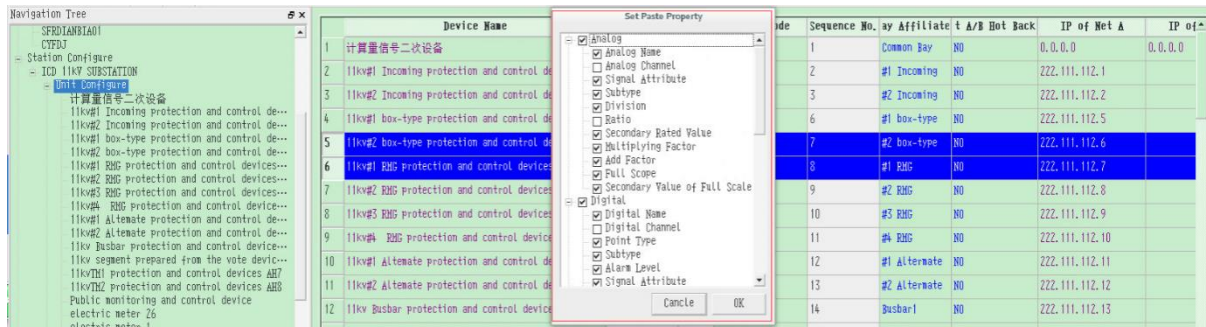 Navigation Tree
SFRDIANBIA01
CYFDJ
Station Configure
ICD 11kV SUBSTATION
Unit Configure
计算量信号二次设备
11kv#1 Incoming protection and control de···
11kv#2 Incoming protection and control de···
11kv#1 box-type protection and control de···
11kv#2 box-type protection and control de···
11kv#1 RMG protection and control devices···
11kv#2 RMG protection and control devices···
11kv#3 RMG protection and control devices···
11kv#4 RMG protection and control devices···
11kv#1 Altemate protection and control de···
11kv#2 Altemate protection and control de···
11kv Busbar protection and control device···
11kv segment prepared from the vote devic···
11kvTM1 protection and control devices AH7
11kvTM2 protection and control devices AH8
Public monitoring and control device
electric meter 26
electric meter 1
Device Name Sequence No. ay Affiliate t A/B Hot Back IP of Net A IP of
1 计算量信号二次设备 1 Common Bay NO 0.0.0.0 0.0.0.0
2 11kv#1 Incoming protection and control de 2 #1 Incoming NO 222.111.112.1
3 11kv#2 Incoming protection and control de 3 #2 Incoming NO 222.111.112.2
4 11kv#1 box-type protection and control de 6 #1 box-type NO 222.111.112.5
5 11kv#2 box-type protection and control de 7 #2 box-type NO 222.111.112.6
6 11kv#1 RMG protection and control devices 8 #1 RMG NO 222.111.112.7
7 11kv#2 RMG protection and control devices 9 #2 RMG NO 222.111.112.8
8 11kv#3 RMG protection and control devices 10 #3 RMG NO 222.111.112.9
9 11kv#4 RMG protection and control device 11 #4 RMG NO 222.111.112.10
10 11kv#1 Altemate protection and control de 12 #1 Altermate NO 222.111.112.11
11 11kv#2 Altemate protection and control de 13 #2 Altermate NO 222.111.112.12
12 11kv Busbar protection and control device 14 Busbar1 NO 222.111.112.13
Set Paste Property
Analog
Analog Name
Analog Channel
Signal Attribute
Subtype
Division
Ratio
Secondary Rated Value
Multiplying Factor
Add Factor
Full Scope
Secondary Value of Full Scale
Digital
Digital Name
Digital Channel
Point Type
Subtype
Alarm Level
Signal Attribute
Cancle OK